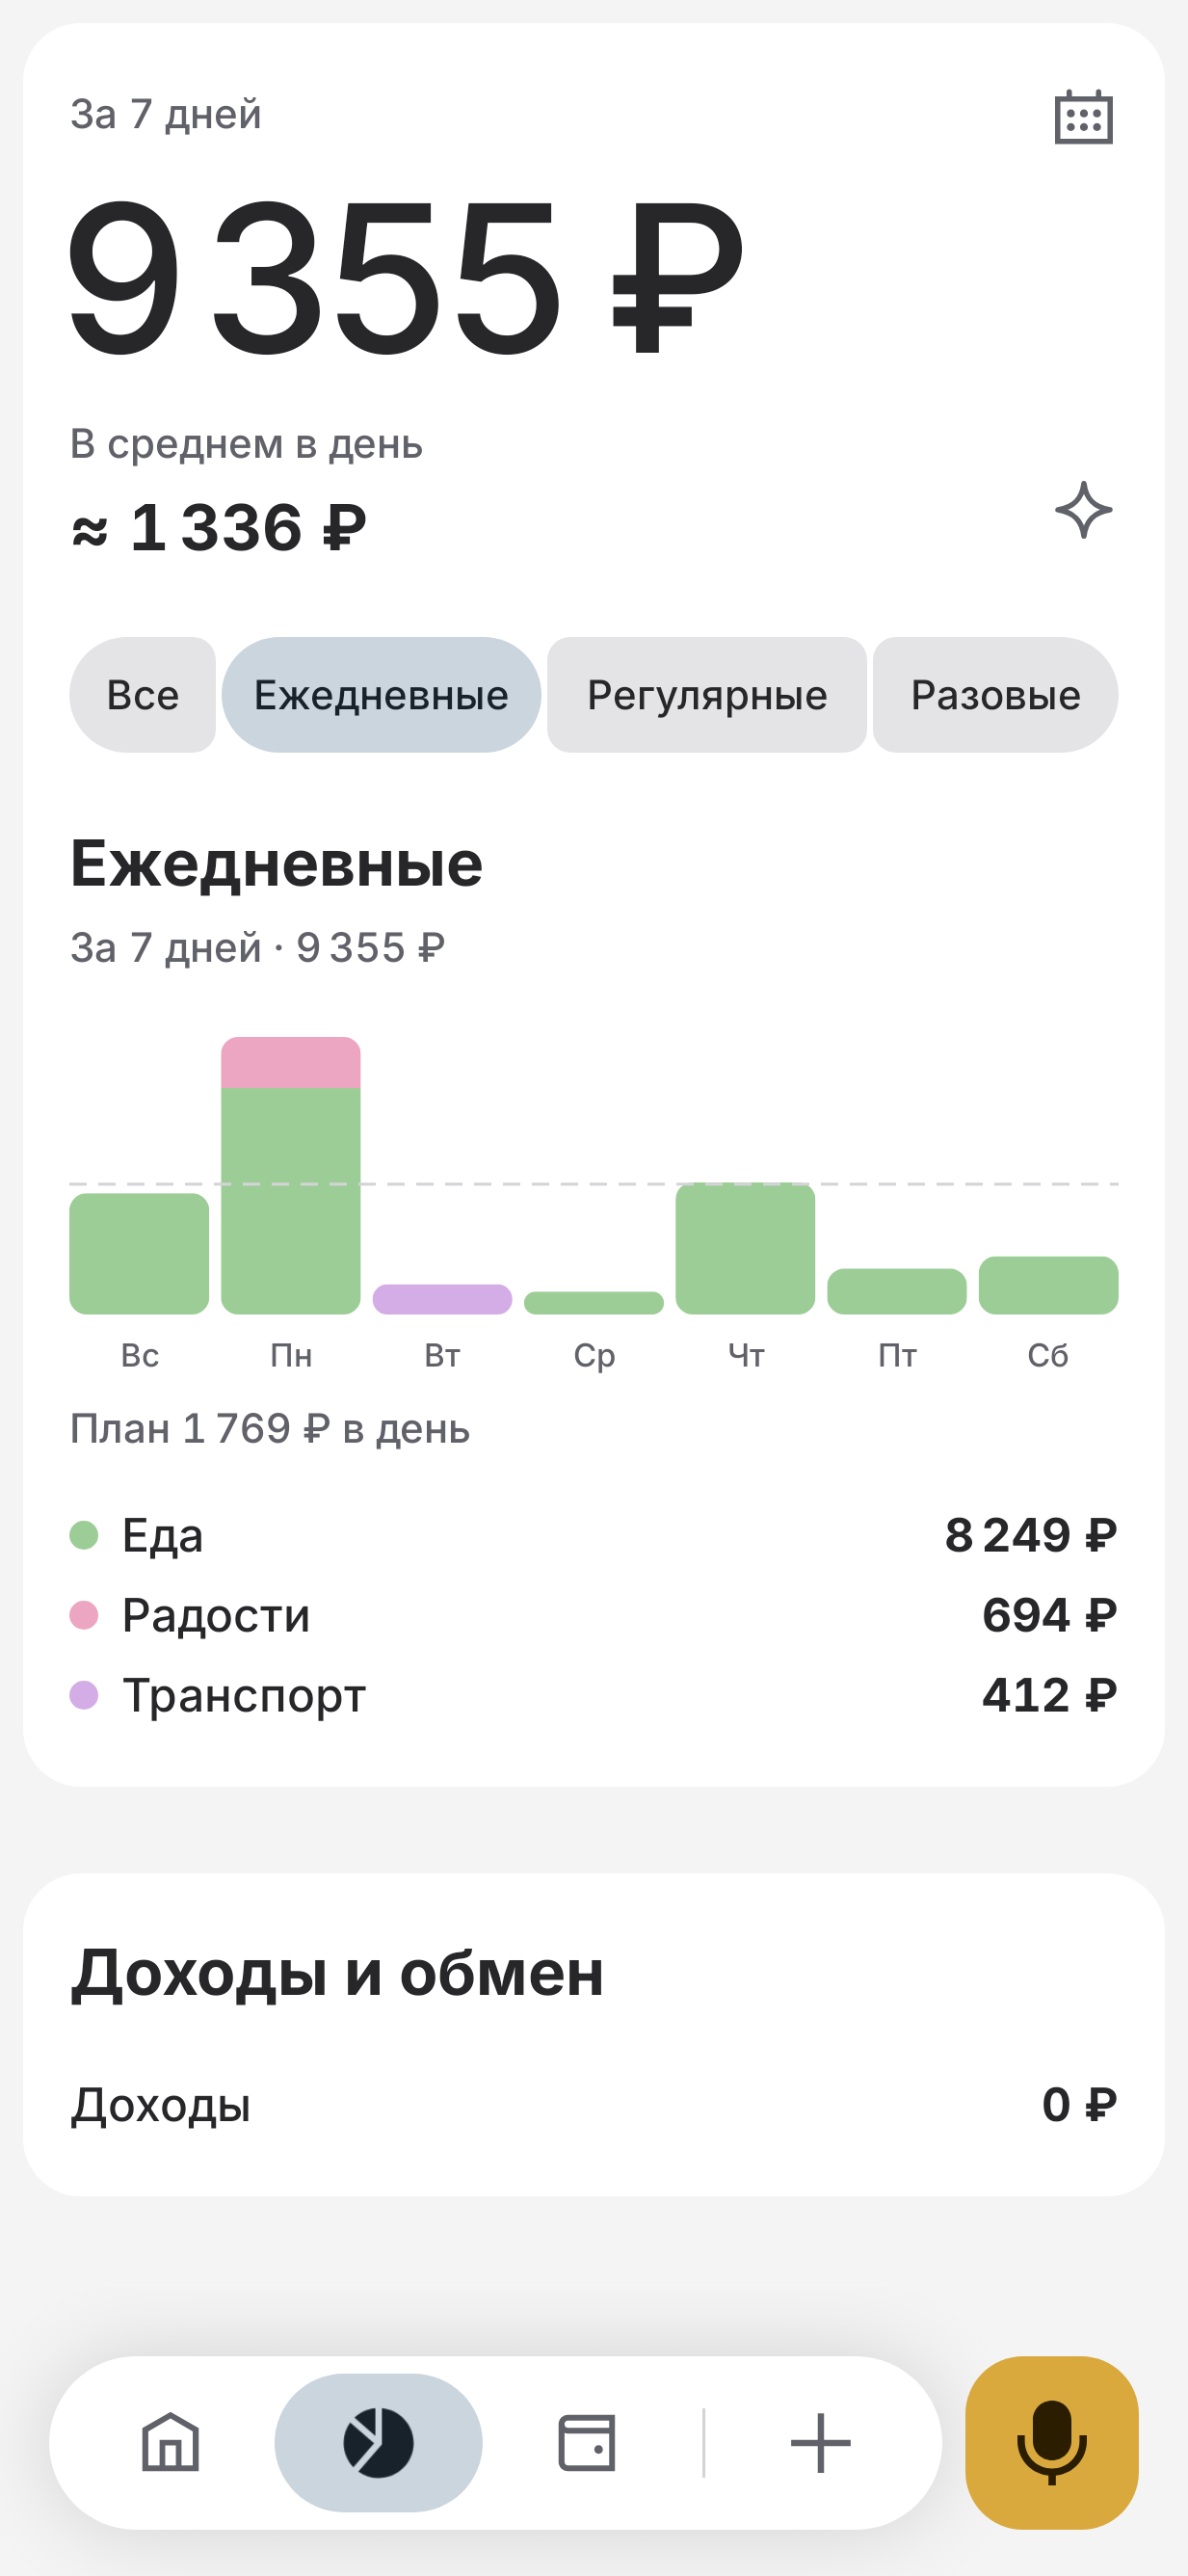 За 7 дней
9 355 ₽
В среднем в день
≈ 1 336 ₽
Все Ежедневные Регулярные Разовые
Ежедневные
За 7 дней · 9 355 ₽
Вс Пн Вт Ср Чт Пт Сб
План 1 769 ₽ в день
Еда 8 249 ₽
Радости 694 ₽
Транспорт 412 ₽
Доходы и обмен
Доходы 0 ₽